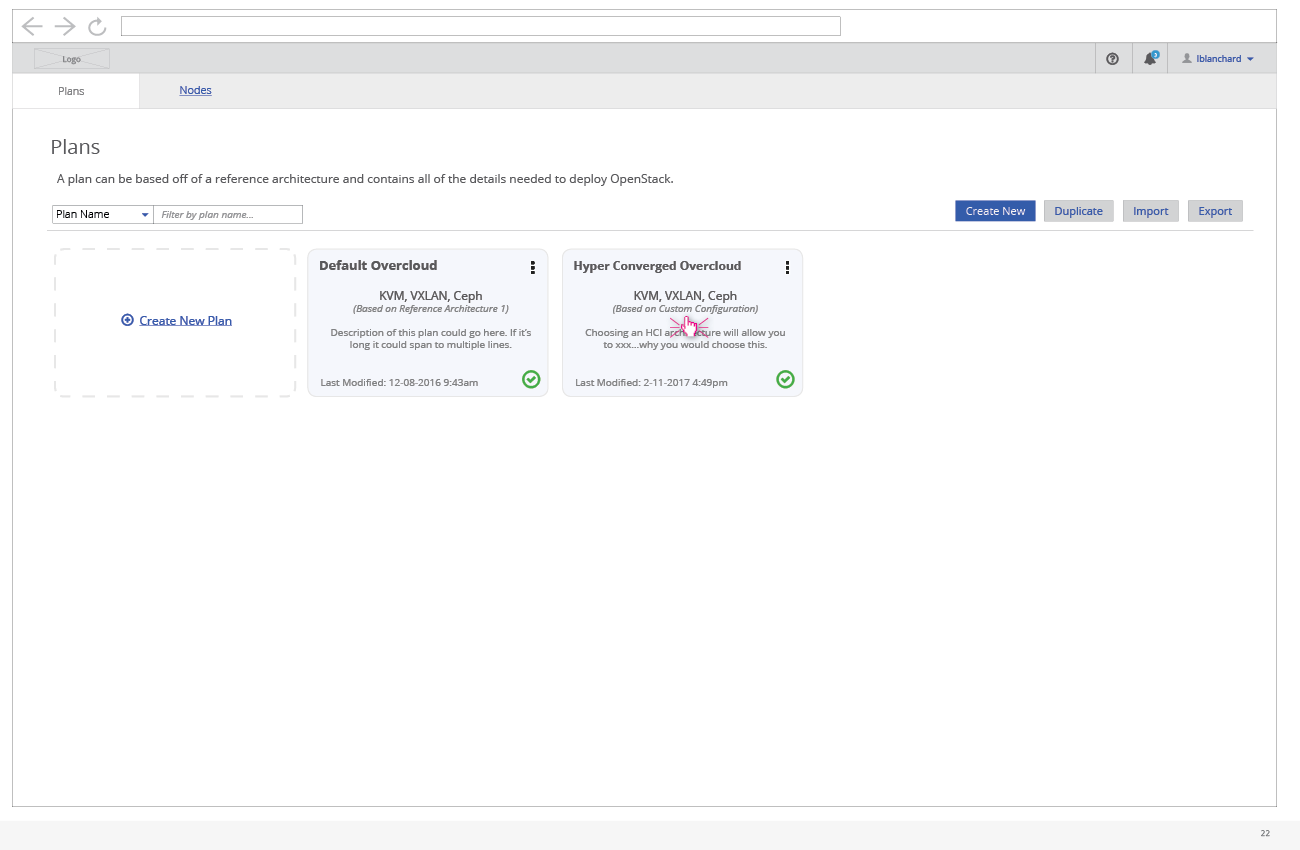 Logo
3
lblanchard
Plans
Nodes
Plans
A plan can be based off of a reference architecture and contains all of the details needed to deploy OpenStack.
Plan Name
Filter by plan name...
Create New
Duplicate
Import
Export
Create New Plan
Default Overcloud
KVM, VXLAN, Ceph
(Based on Reference Architecture 1)
Description of this plan could go here. If it's
long it could span to multiple lines.
Last Modified: 12-08-2016 9:43am
Hyper Converged Overcloud
KVM, VXLAN, Ceph
(Based on Custom Configuration)
Choosing an HCI architecture will allow you
to xxx...why you would choose this.
Last Modified: 2-11-2017 4:49pm
22